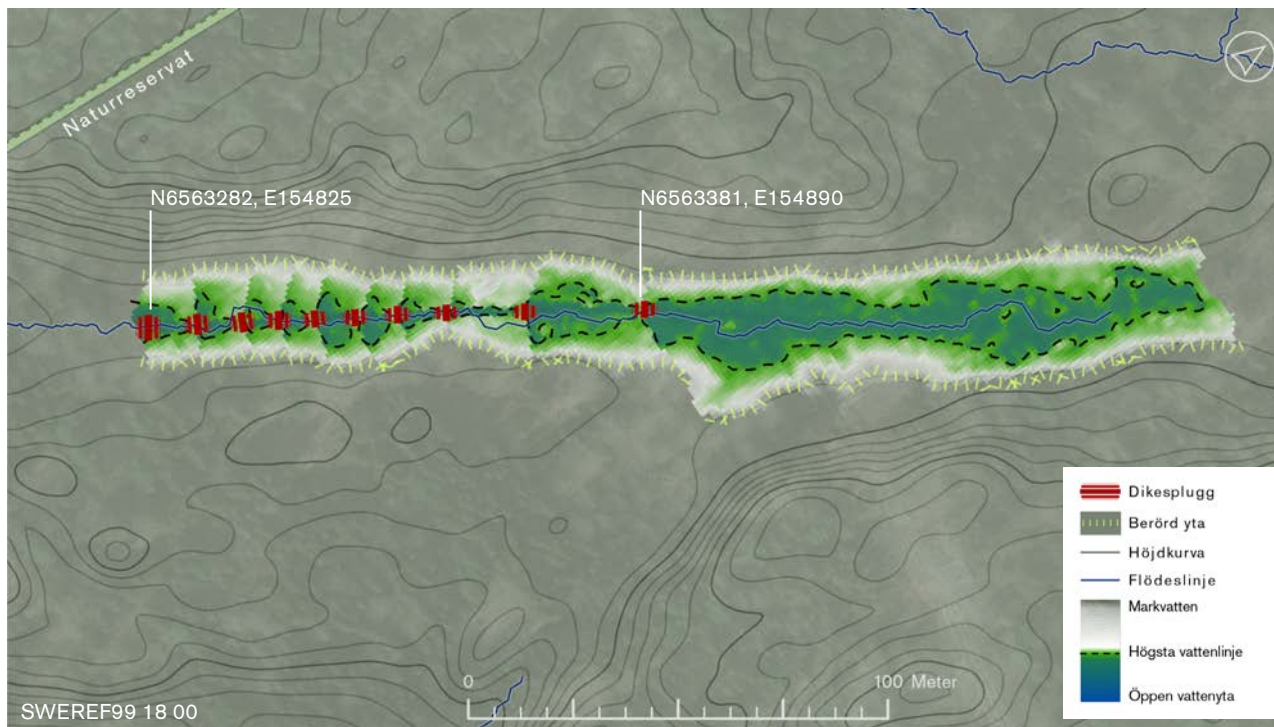 Naturreservat
N6563282, E154825
N6563381, E154890
Dikesplugg
Berörd yta
Höjdkurva
Flödeslinje
Markvatten
Högsta vattenlinje
Öppen vattenyta
0
100 Meter
SWEREF99 18 00